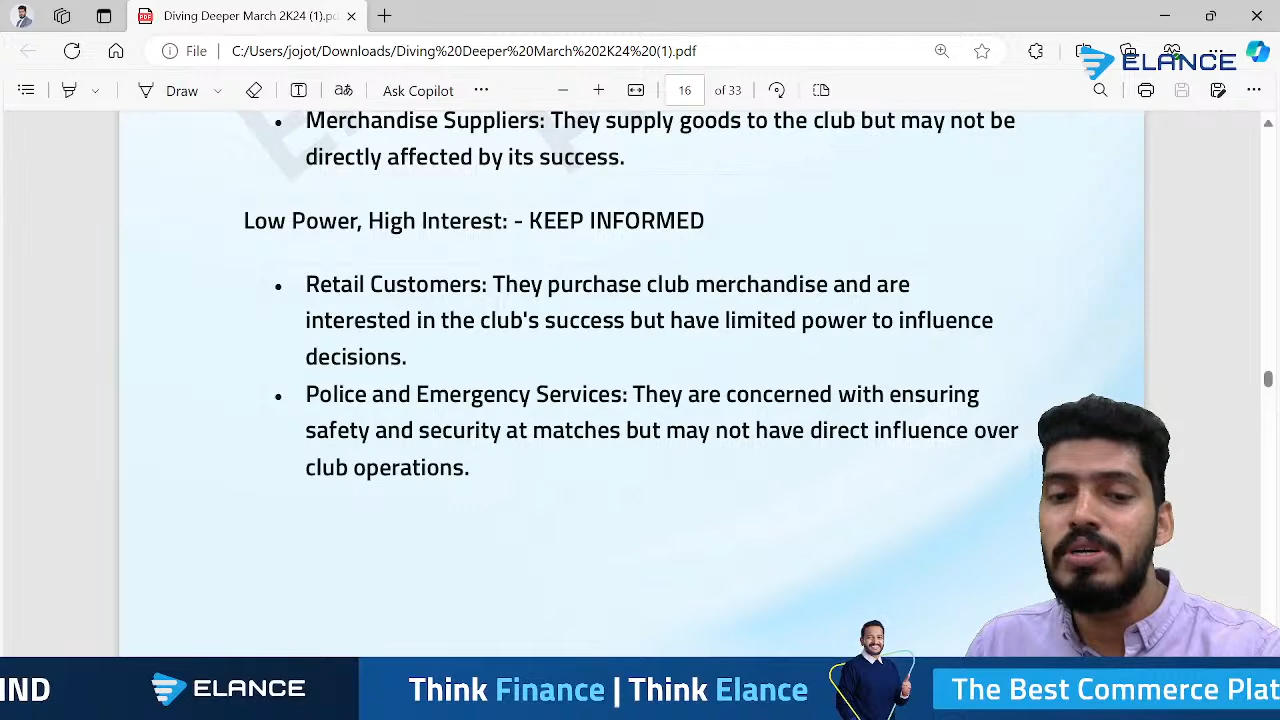 Diving Deeper March 2K24 (1).pd
File
C:/Users/jojot/Downloads/Diving%20Deeper%20March%202K24%20(1).pdf
ELANCE
Draw
Ask Copilot
16
of 33
Merchandise Suppliers: They supply goods to the club but may not be
directly affected by its success.
Low Power, High Interest: - KEEP INFORMED
• Retail Customers: They purchase club merchandise and are
interested in the club's success but have limited power to influence
decisions.
• Police and Emergency Services: They are concerned with ensuring
safety and security at matches but may not have direct influence over
club operations.
IND
ELANCE
Think Finance | Think Elance
The Best Commerce Plat